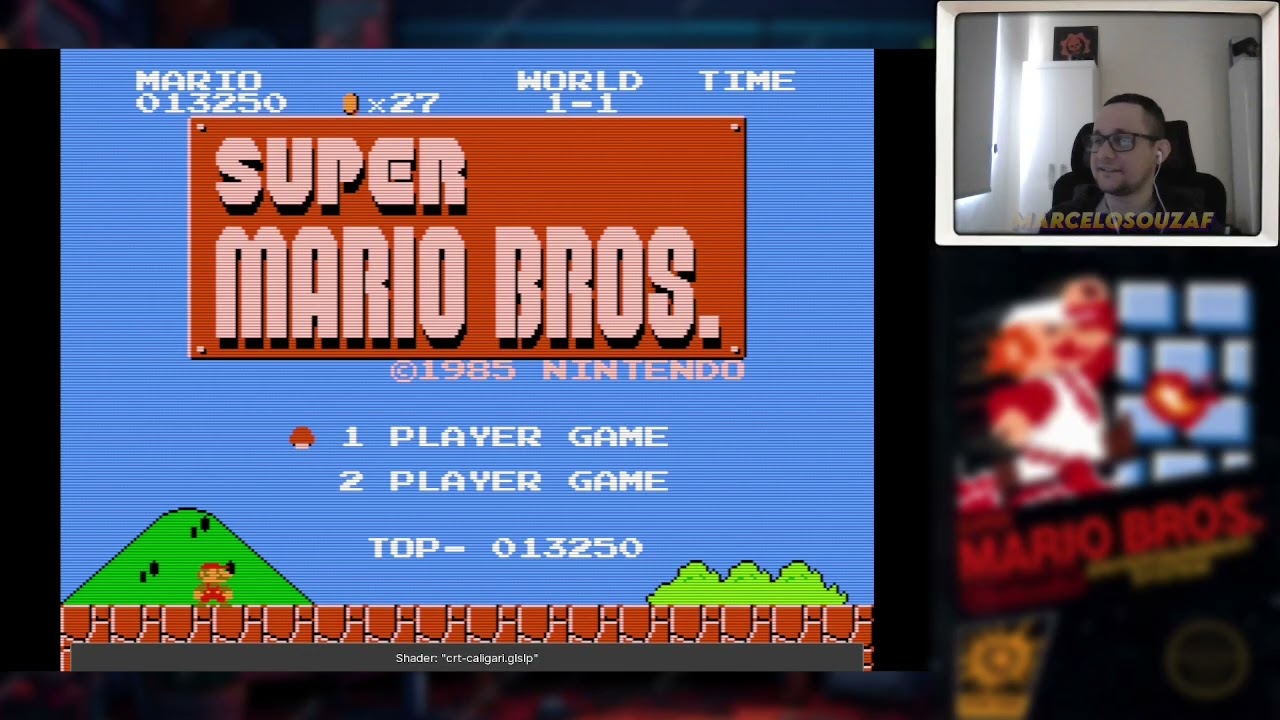 MARIO WORLD TIME
013250 ×27 1-1
SUPER
MARIO BROS.
©1985 NINTENDO
1 PLAYER GAME
2 PLAYER GAME
TOP- 013250
Shader: "crt-caligari.glslp"
MARCELOSOUZAF
MARIO BROS.